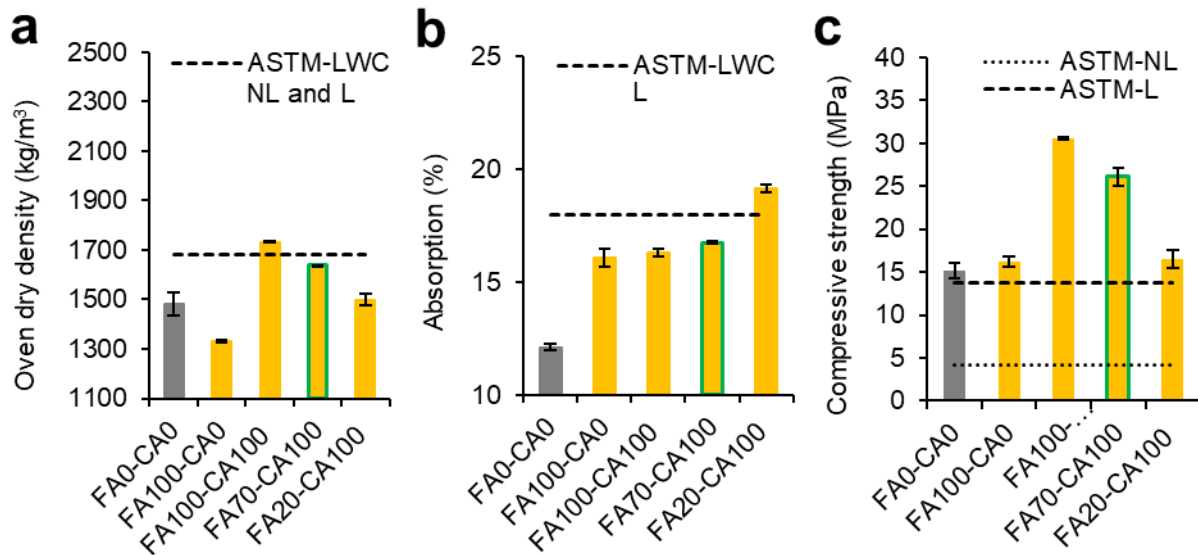 a
Oven dry density (kg/m³)
2500
2300
2100
1900
1700
1500
1300
1100
ASTM-LWC
NL and L
FA0-CA0
FA100-CA0
FA100-CA100
FA70-CA100
FA20-CA100
b
Absorption (%)
25
20
15
10
ASTM-LWC
L
FA0-CA0
FA100-CA0
FA100-CA100
FA70-CA100
FA20-CA100
c
Compressive strength (MPa)
40
35
30
25
20
15
10
5
0
ASTM-NL
ASTM-L
FA0-CA0
FA100-CA0
FA100-…
FA70-CA100
FA20-CA100